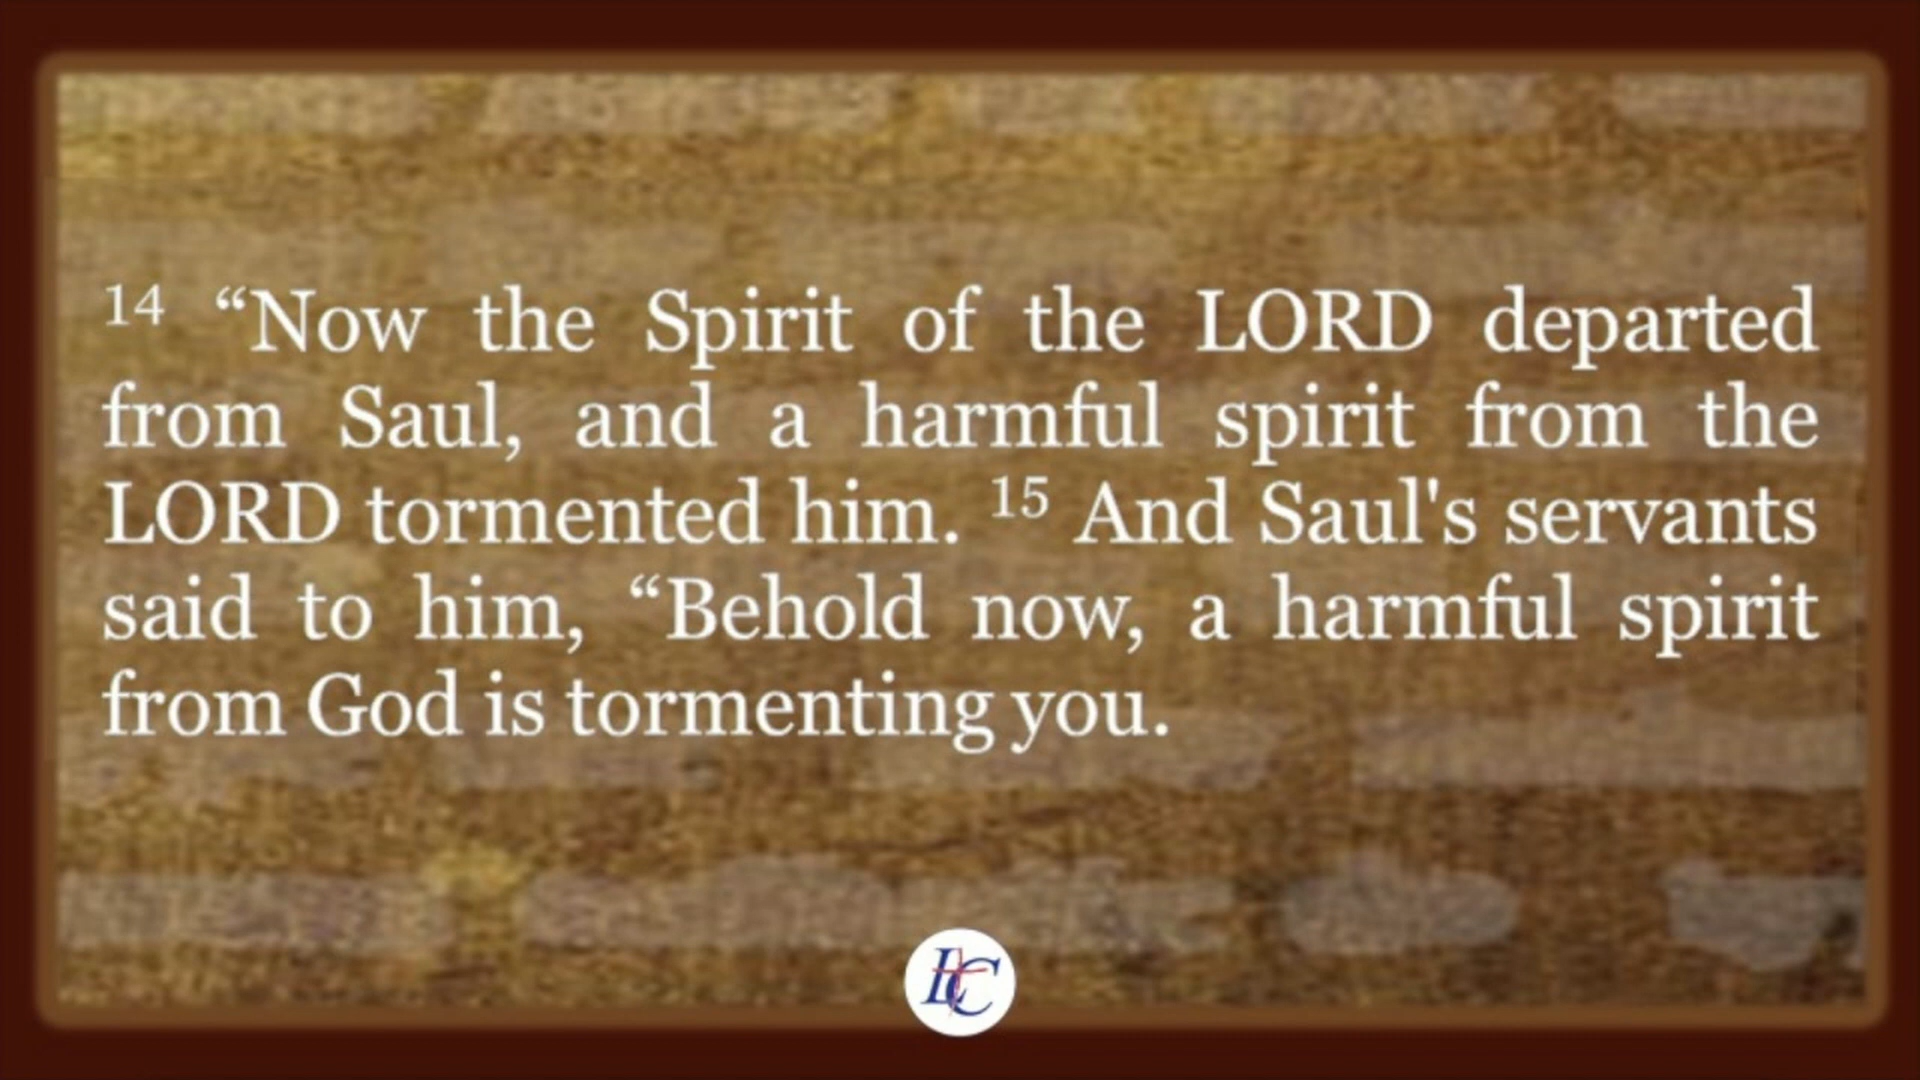 14 “Now the Spirit of the LORD departed
from Saul, and a harmful spirit from the
LORD tormented him. 15 And Saul's servants
said to him, “Behold now, a harmful spirit
from God is tormenting you.
LC